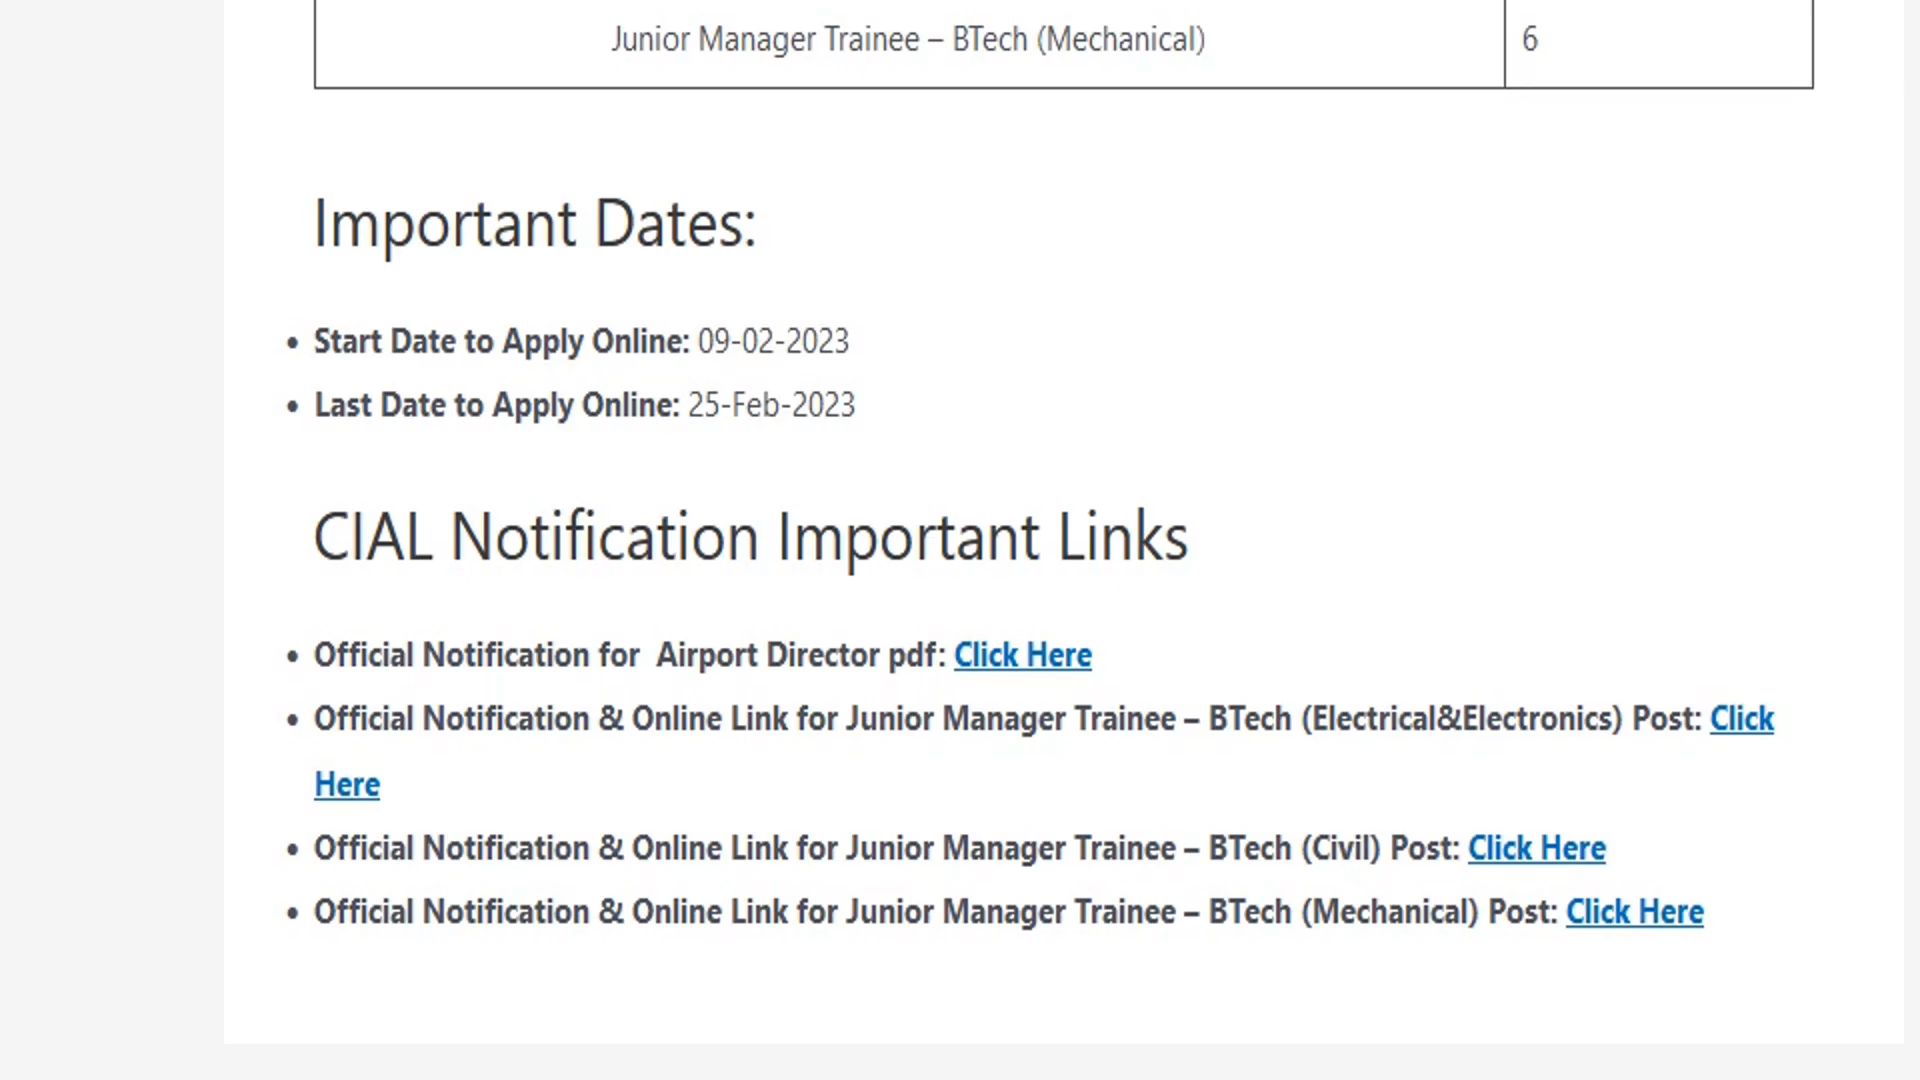 Junior Manager Trainee – BTech (Mechanical) 6
Important Dates:
• Start Date to Apply Online: 09-02-2023
• Last Date to Apply Online: 25-Feb-2023
CIAL Notification Important Links
• Official Notification for  Airport Director pdf: Click Here
• Official Notification & Online Link for Junior Manager Trainee – BTech (Electrical&Electronics) Post: Click
Here
• Official Notification & Online Link for Junior Manager Trainee – BTech (Civil) Post: Click Here
• Official Notification & Online Link for Junior Manager Trainee – BTech (Mechanical) Post: Click Here